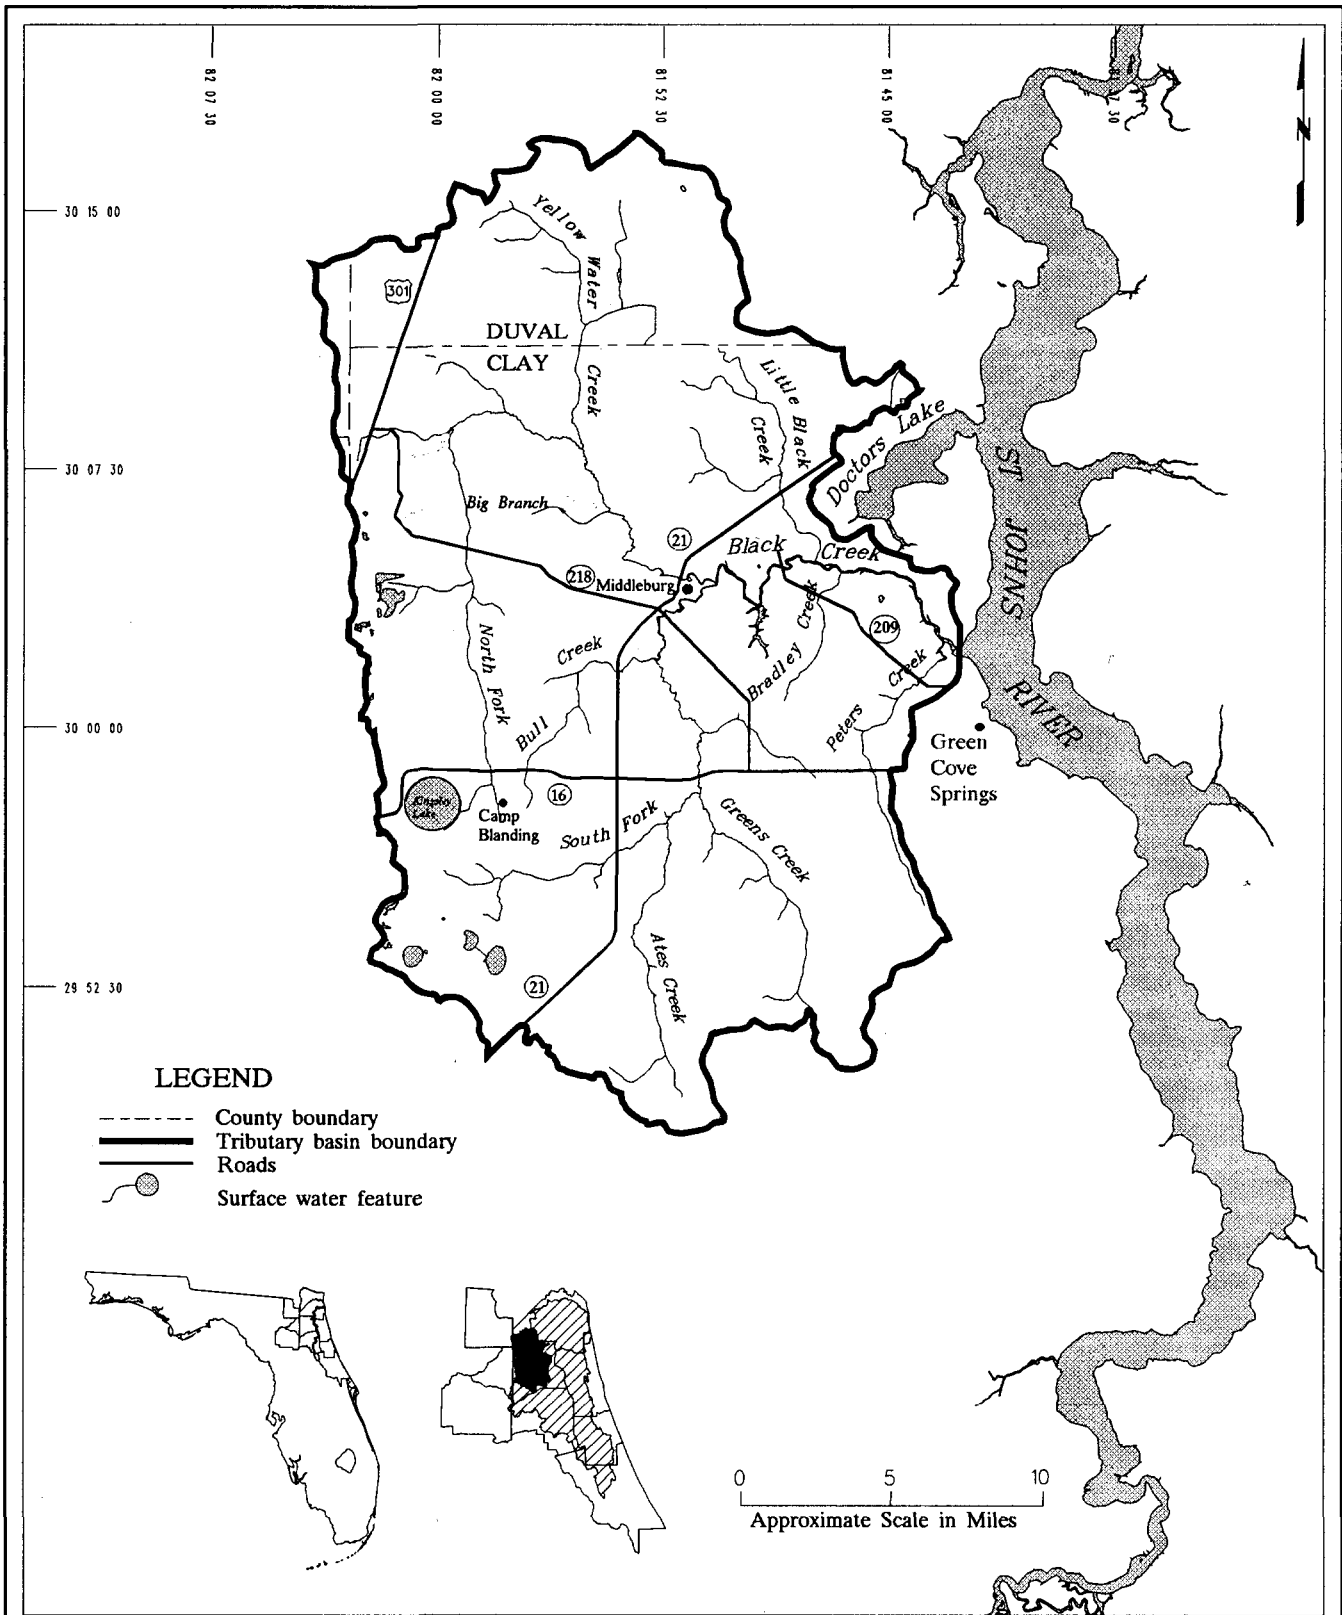 82 07 30
82 00 00
81 52 30
81 45 00
7 30
N
30 15 00
30 07 30
30 00 00
29 52 30
Yellow Water Creek
301
DUVAL
CLAY
Little Black Creek
Doctors Lake
ST JOHNS RIVER
Big Branch
21
Black Creek
218
Middleburg
209
North Fork
Bull Creek
Bradley Creek
Peters Creek
Green
Cove
Springs
Kingsley
Lake
16
Camp
Blanding
South Fork
Greens Creek
Ates Creek
21
LEGEND
County boundary
Tributary basin boundary
Roads
Surface water feature
0 5 10
Approximate Scale in Miles